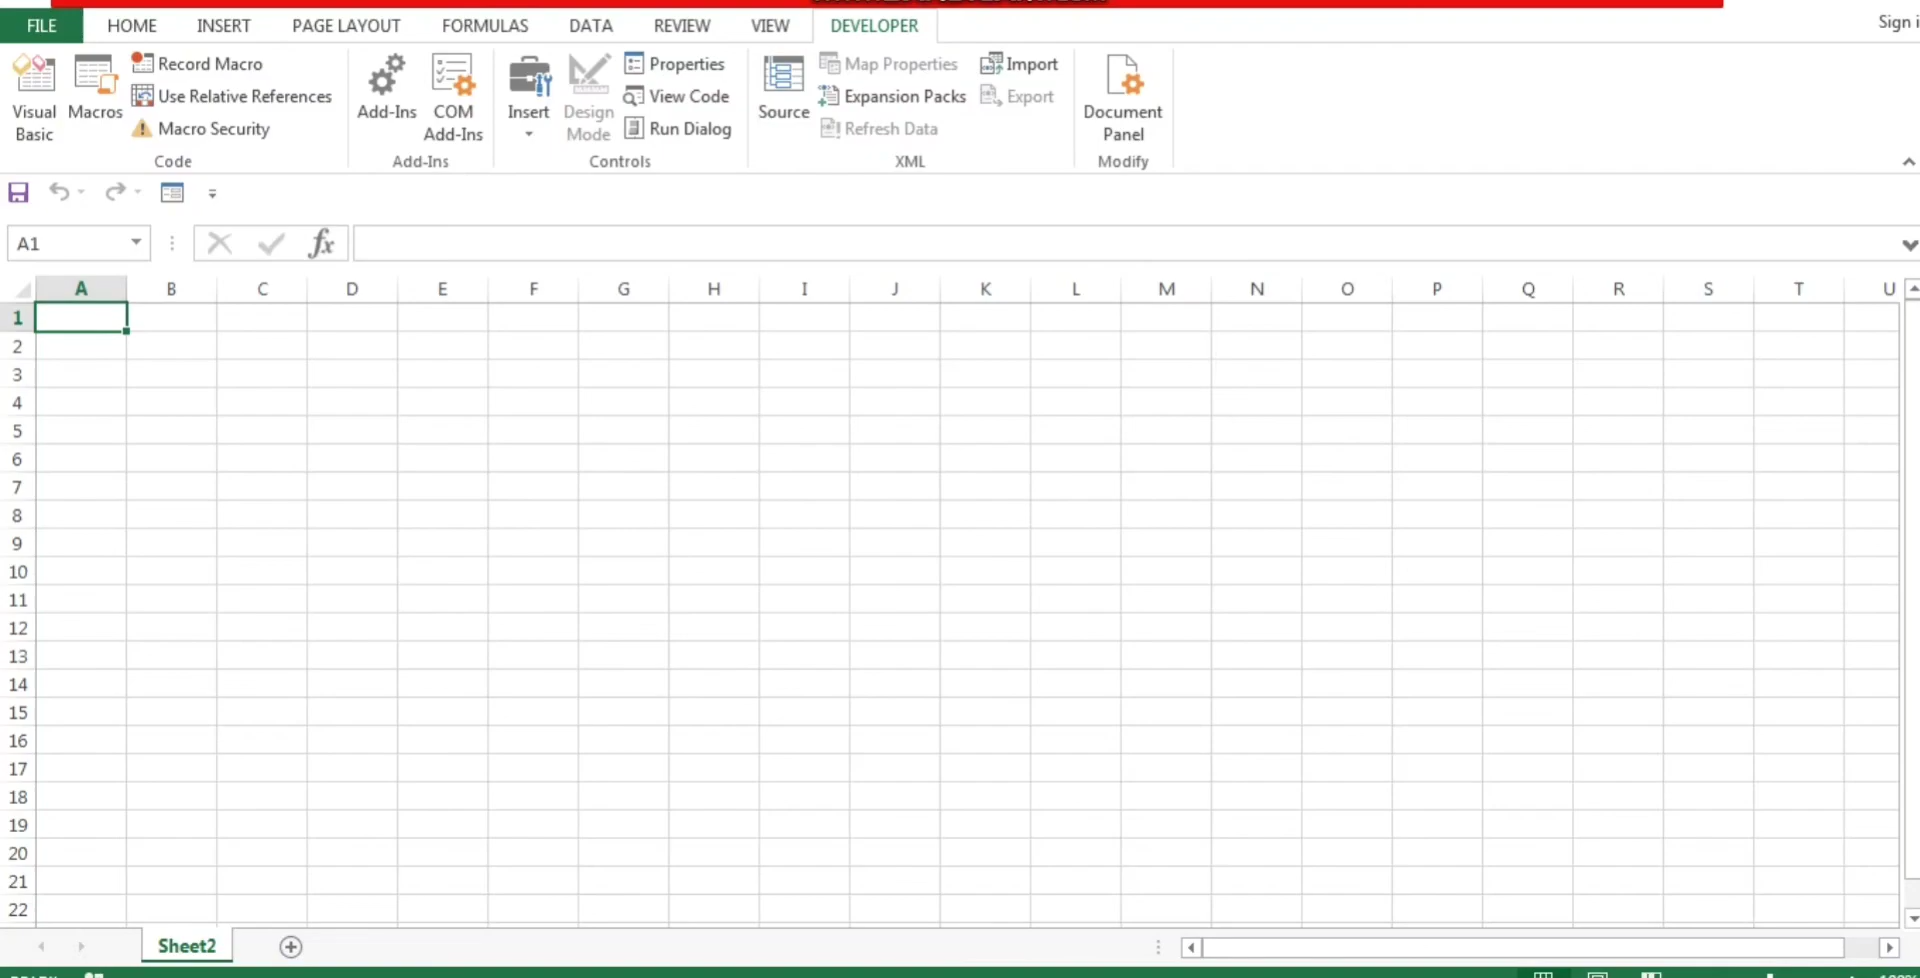 FILE HOME INSERT PAGE LAYOUT FORMULAS DATA REVIEW VIEW DEVELOPER Sign i
Record Macro Properties Map Properties Import
Use Relative References View Code Expansion Packs Export
Visual Basic Macros Add-Ins COM Add-Ins Insert Design Mode Source Document Panel
Macro Security Run Dialog Refresh Data
Code Add-Ins Controls XML Modify
A1 fx
A B C D E F G H I J K L M N O P Q R S T U
1
2
3
4
5
6
7
8
9
10
11
12
13
14
15
16
17
18
19
20
21
22
Sheet2